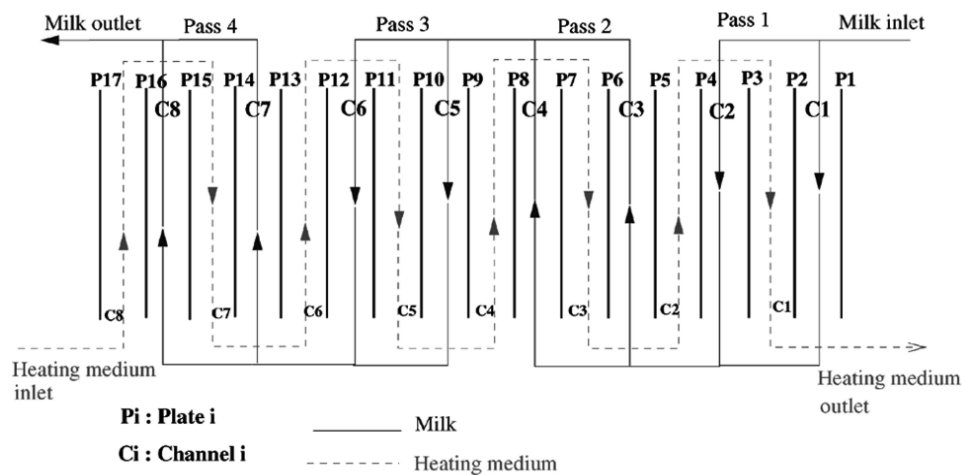 Milk outlet Pass 4 Pass 3 Pass 2 Pass 1 Milk inlet
P17 P16 P15 P14 P13 P12 P11 P10 P9 P8 P7 P6 P5 P4 P3 P2 P1
C8 C7 C6 C5 C4 C3 C2 C1
C8 C7 C6 C5 C4 C3 C2 C1
Heating medium
inlet
Heating medium
outlet
Pi : Plate i
Milk
Ci : Channel i
Heating medium